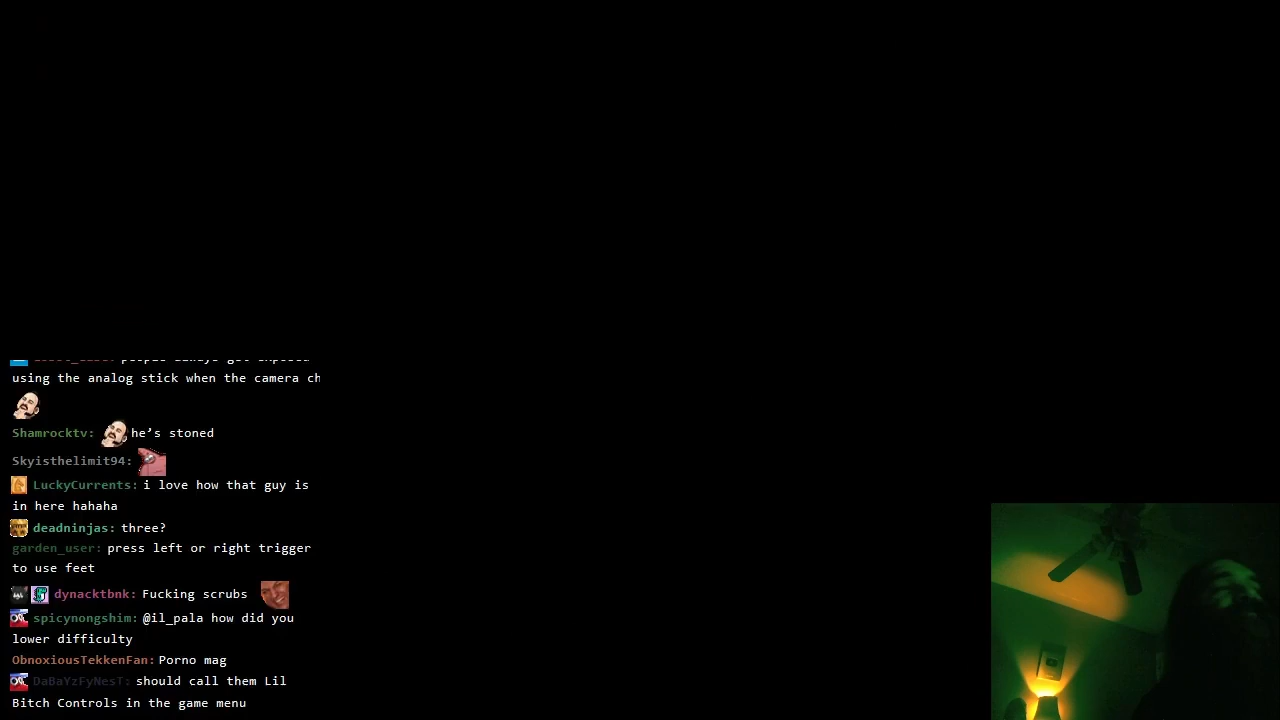 using the analog stick when the camera ch
Shamrocktv: he's stoned
Skyisthelimit94:
LuckyCurrents: i love how that guy is
in here hahaha
deadninjas: three?
garden_user: press left or right trigger
to use feet
dynacktbnk: Fucking scrubs
spicynongshim: @il_pala how did you
lower difficulty
ObnoxiousTekkenFan: Porno mag
DaBaYzFyNesT: should call them Lil
Bitch Controls in the game menu